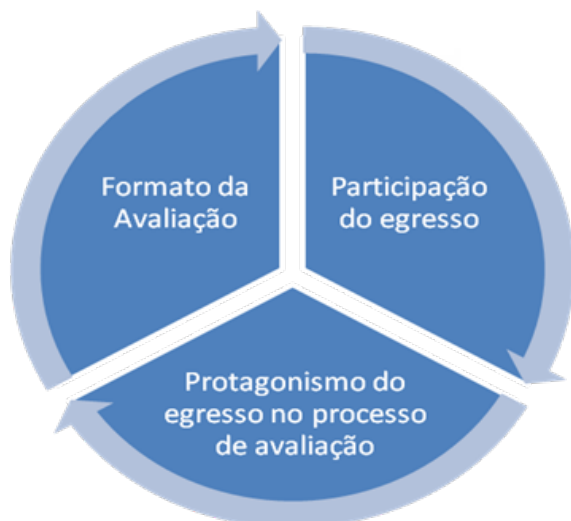 Formato da
Avaliação
Participação
do egresso
Protagonismo do
egresso no processo
de avaliação